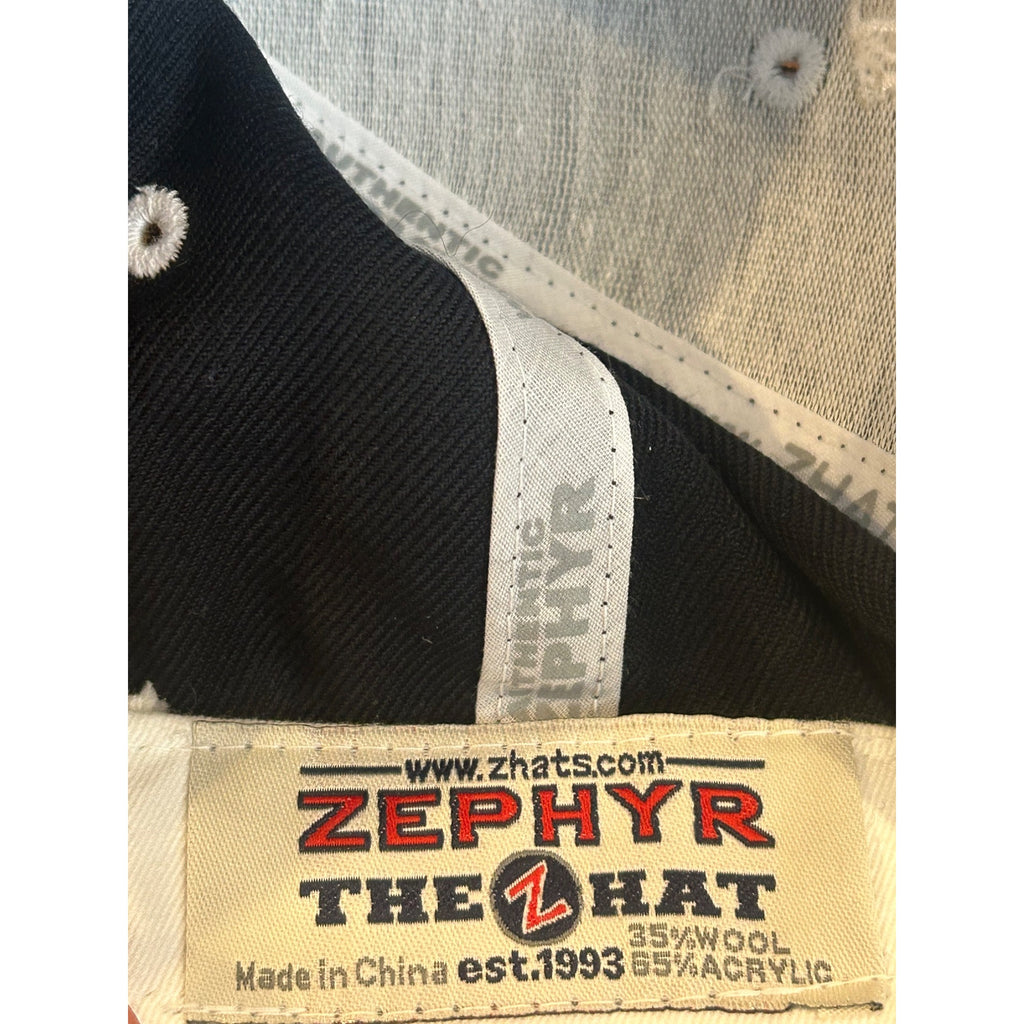 AUTHENTIC
ZHAT
AUTHENTIC
ZEPHYR
www.zhats.com
ZEPHYR
THE Z HAT
35%WOOL
Made in China est.1993 65%ACRYLIC